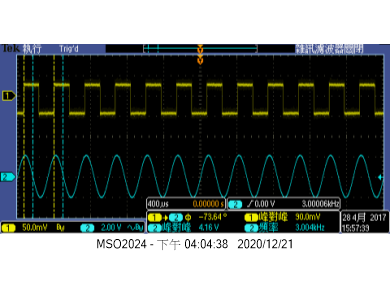 Tek 執行 Trig'd 雜訊濾波器關閉
1
2
400µs 0.00000 s 2 0.00 V 3.00006kHz
1 → 2 Φ -73.64 ° 1 峰對峰 90.0mV
2 峰對峰 4.16 V 2 頻率 3.004kHz
28 4月 2017
15:57:39
1 50.0mV 2 2.00 V
MSO2024 - 下午 04:04:38 2020/12/21